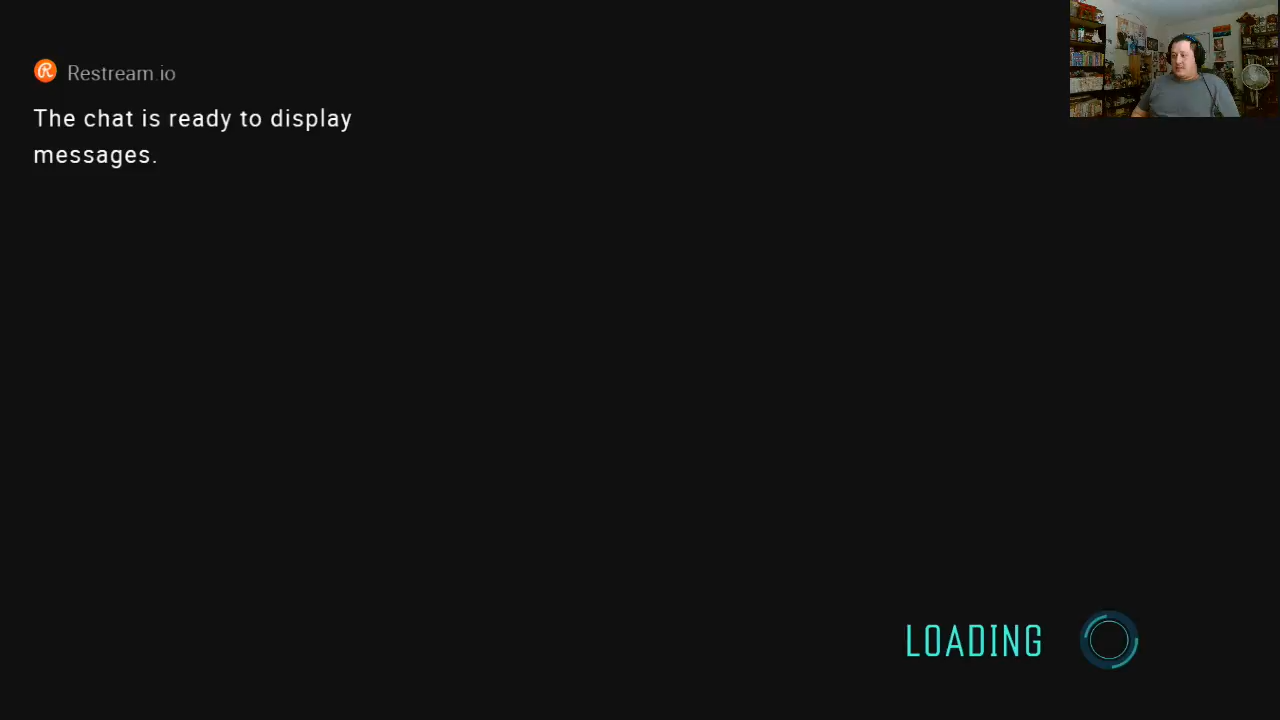 Restream.io
The chat is ready to display
messages.
LOADING